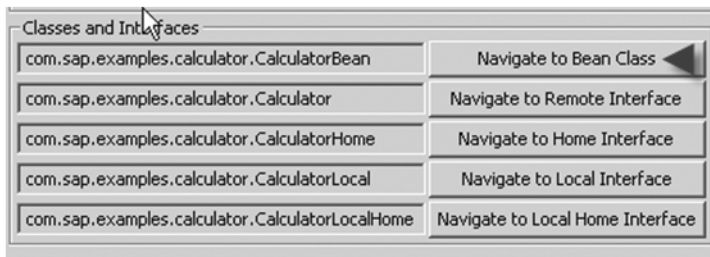 Classes and Interfaces
com.sap.examples.calculator.CalculatorBean Navigate to Bean Class
com.sap.examples.calculator.Calculator Navigate to Remote Interface
com.sap.examples.calculator.CalculatorHome Navigate to Home Interface
com.sap.examples.calculator.CalculatorLocal Navigate to Local Interface
com.sap.examples.calculator.CalculatorLocalHome Navigate to Local Home Interface